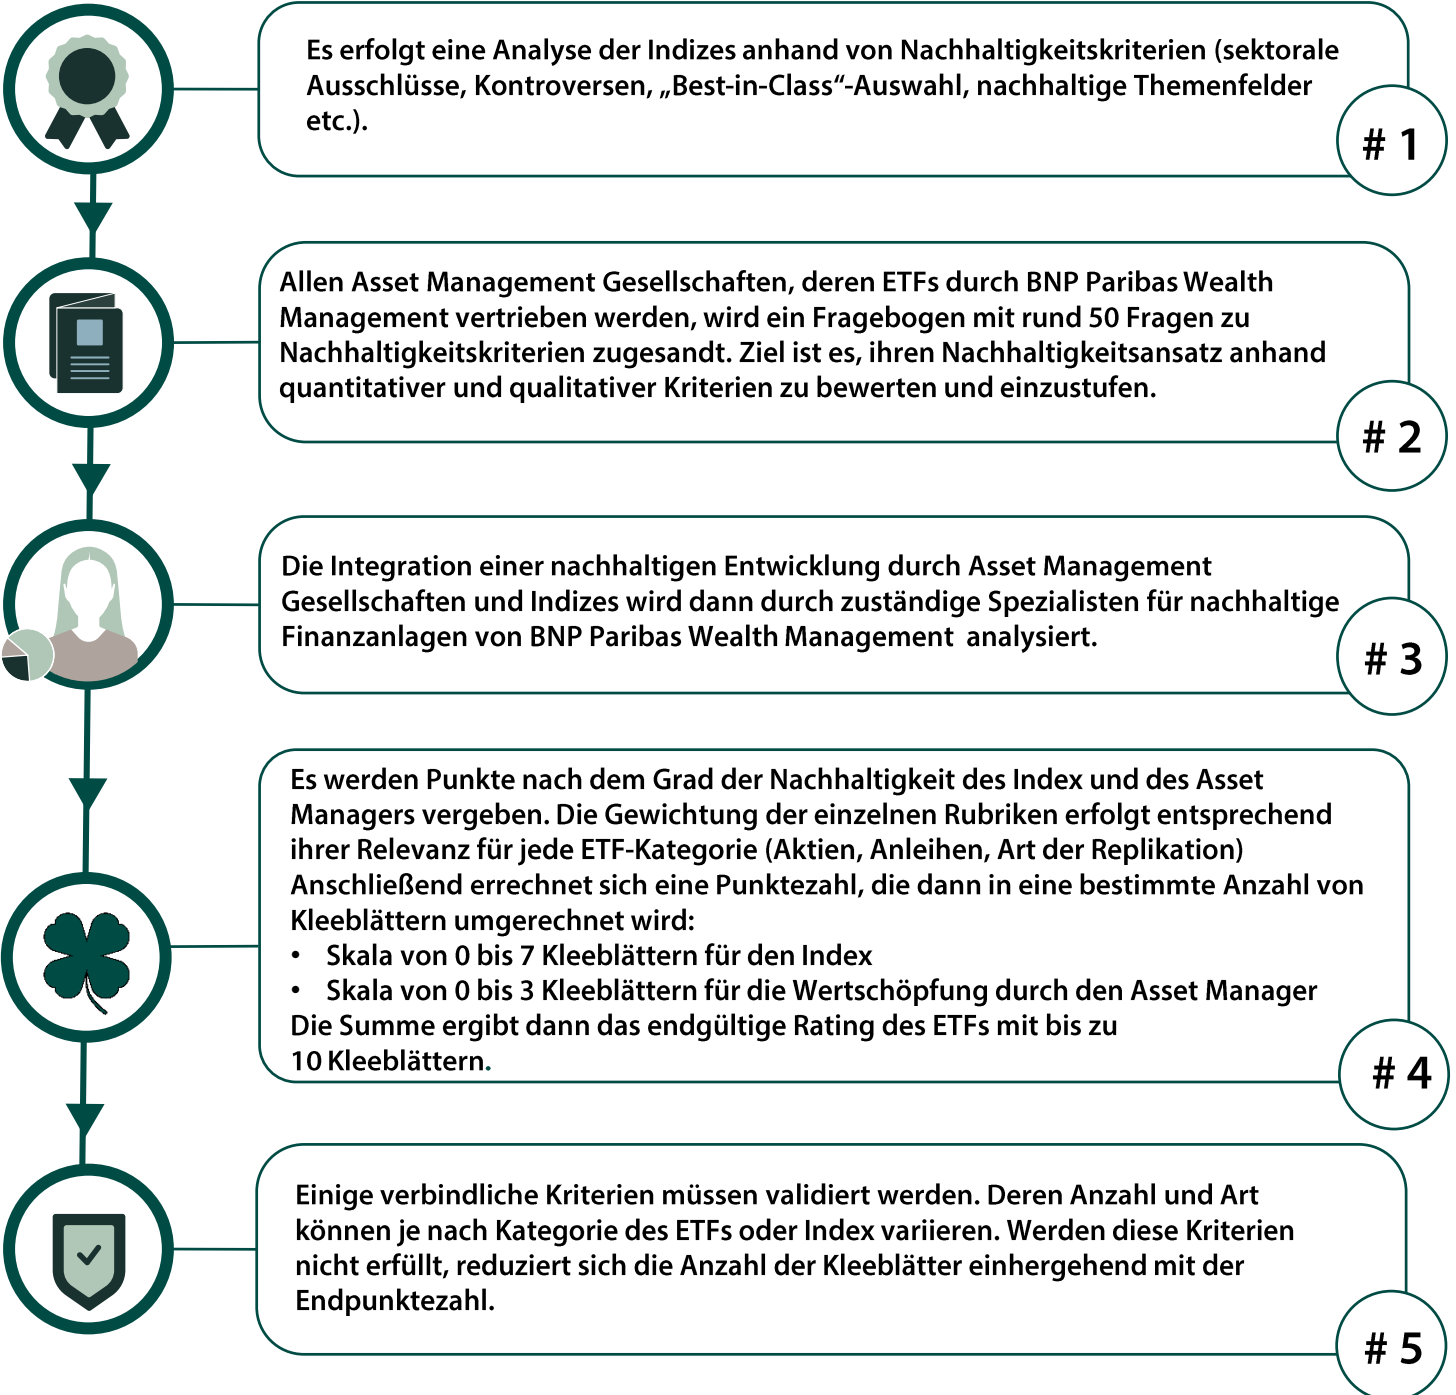 Es erfolgt eine Analyse der Indizes anhand von Nachhaltigkeitskriterien (sektorale
Ausschlüsse, Kontroversen, „Best-in-Class“-Auswahl, nachhaltige Themenfelder
etc.).
# 1
Allen Asset Management Gesellschaften, deren ETFs durch BNP Paribas Wealth
Management vertrieben werden, wird ein Fragebogen mit rund 50 Fragen zu
Nachhaltigkeitskriterien zugesandt. Ziel ist es, ihren Nachhaltigkeitsansatz anhand
quantitativer und qualitativer Kriterien zu bewerten und einzustufen.
# 2
Die Integration einer nachhaltigen Entwicklung durch Asset Management
Gesellschaften und Indizes wird dann durch zuständige Spezialisten für nachhaltige
Finanzanlagen von BNP Paribas Wealth Management analysiert.
# 3
Es werden Punkte nach dem Grad der Nachhaltigkeit des Index und des Asset
Managers vergeben. Die Gewichtung der einzelnen Rubriken erfolgt entsprechend
ihrer Relevanz für jede ETF-Kategorie (Aktien, Anleihen, Art der Replikation)
Anschließend errechnet sich eine Punktezahl, die dann in eine bestimmte Anzahl von
Kleeblättern umgerechnet wird:
• Skala von 0 bis 7 Kleeblättern für den Index
• Skala von 0 bis 3 Kleeblättern für die Wertschöpfung durch den Asset Manager
Die Summe ergibt dann das endgültige Rating des ETFs mit bis zu
10 Kleeblättern.
# 4
Einige verbindliche Kriterien müssen validiert werden. Deren Anzahl und Art
können je nach Kategorie des ETFs oder Index variieren. Werden diese Kriterien
nicht erfüllt, reduziert sich die Anzahl der Kleeblätter einhergehend mit der
Endpunktezahl.
# 5